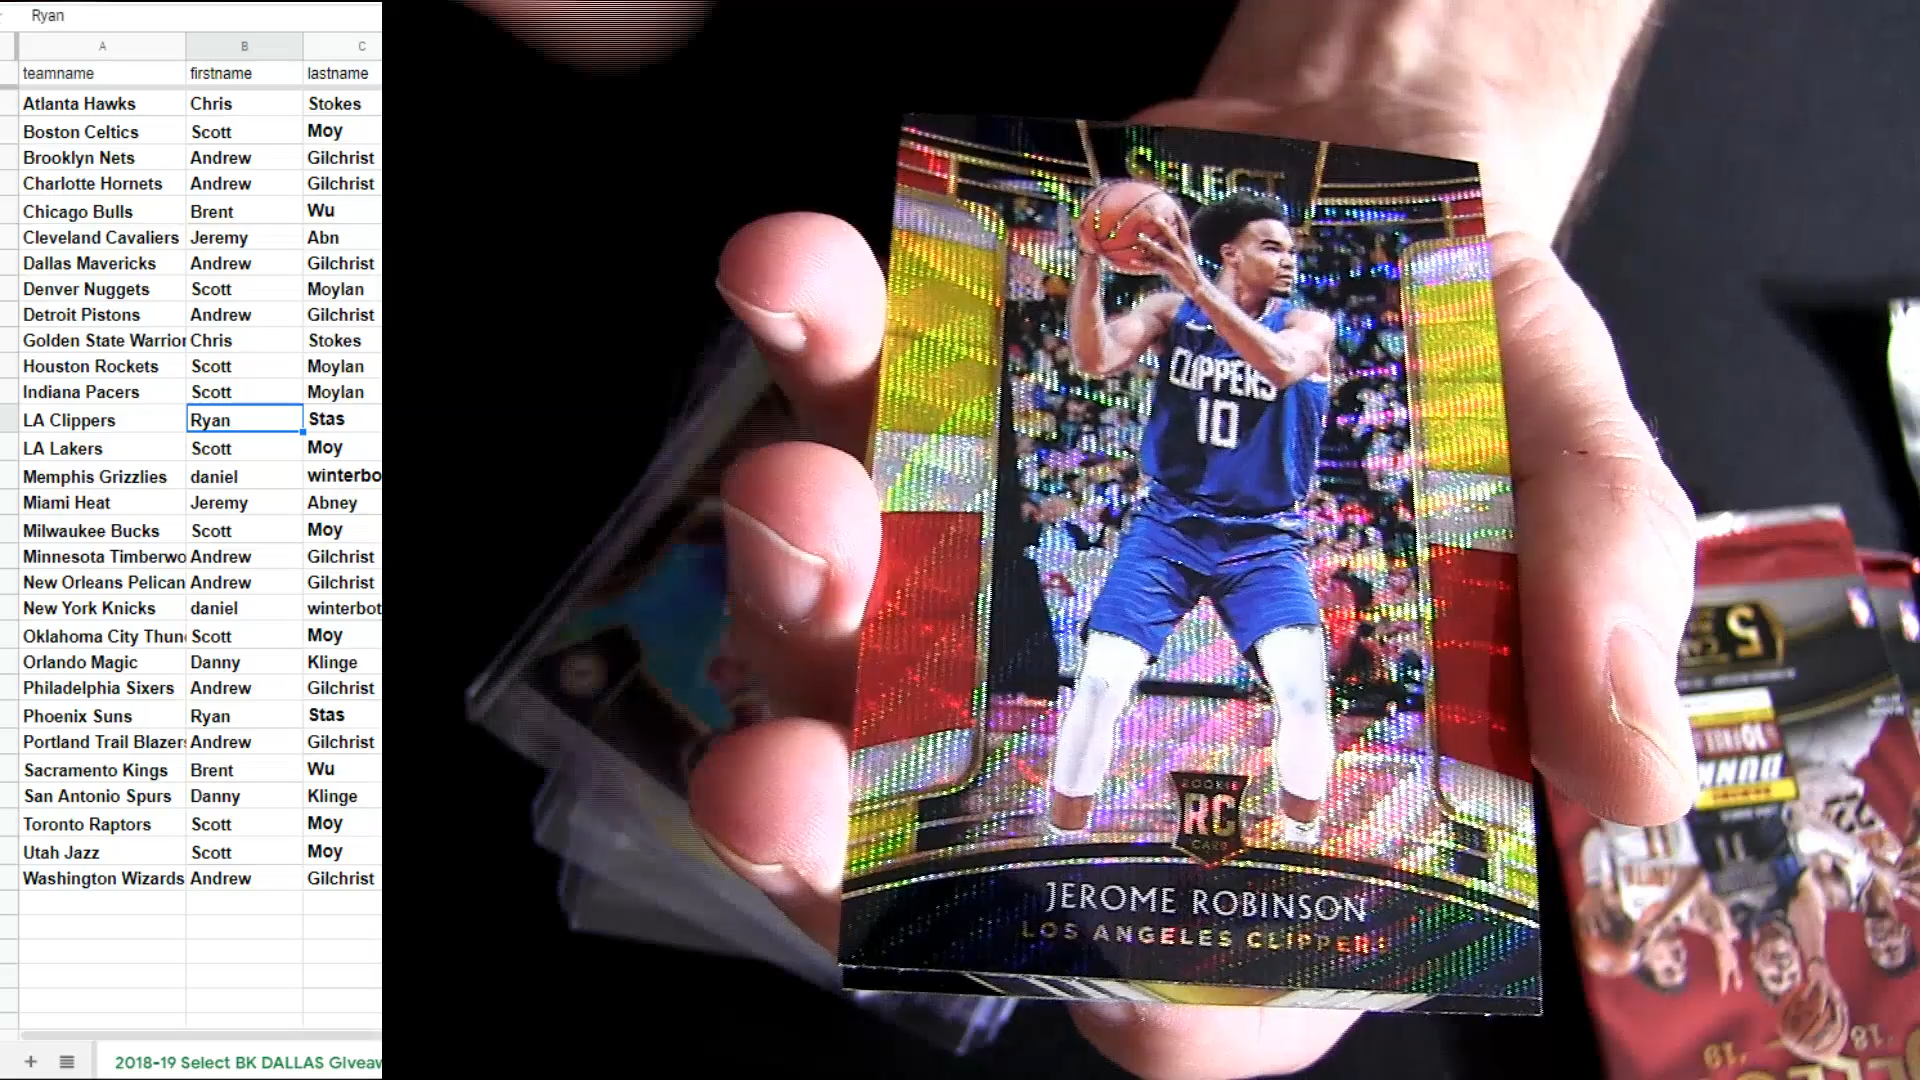 Ryan
A B C
teamname firstname lastname
Atlanta Hawks Chris Stokes
Boston Celtics Scott Moy
Brooklyn Nets Andrew Gilchrist
Charlotte Hornets Andrew Gilchrist
Chicago Bulls Brent Wu
Cleveland Cavaliers Jeremy Abn
Dallas Mavericks Andrew Gilchrist
Denver Nuggets Scott Moylan
Detroit Pistons Andrew Gilchrist
Golden State Warrior Chris Stokes
Houston Rockets Scott Moylan
Indiana Pacers Scott Moylan
LA Clippers Ryan Stas
LA Lakers Scott Moy
Memphis Grizzlies daniel winterbo
Miami Heat Jeremy Abney
Milwaukee Bucks Scott Moy
Minnesota Timberwo Andrew Gilchrist
New Orleans Pelican Andrew Gilchrist
New York Knicks daniel winterbot
Oklahoma City Thun Scott Moy
Orlando Magic Danny Klinge
Philadelphia Sixers Andrew Gilchrist
Phoenix Suns Ryan Stas
Portland Trail Blazers Andrew Gilchrist
Sacramento Kings Brent Wu
San Antonio Spurs Danny Klinge
Toronto Raptors Scott Moy
Utah Jazz Scott Moy
Washington Wizards Andrew Gilchrist
2018-19 Select BK DALLAS Giveaw
SELECT
CLIPPERS
10
ROOKIE
RC
CARD
JEROME ROBINSON
LOS ANGELES CLIPPERS
5